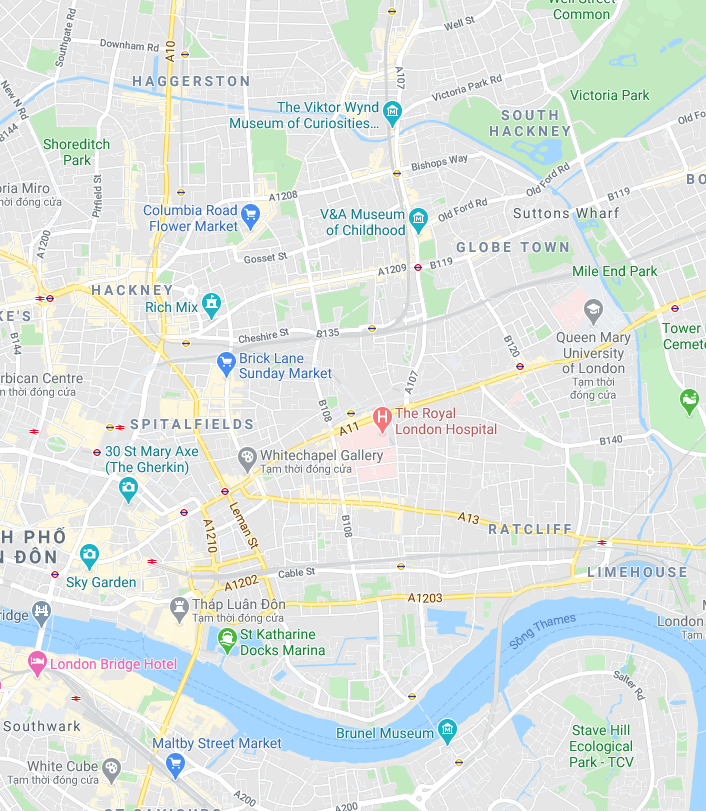 Well Street
Common
Southgate Rd
Downham Rd
A10
Well St
A107
HAGGERSTON
New N Rd
Victoria Park Rd
Victoria Park
The Viktor Wynd
Museum of Curiosities...
SOUTH
HACKNEY
B144
Old Fo
Shoreditch
Park
Bishops Way
Old Ford Rd
oria Miro
hời đóng cửa
Pitfield St
A1208
B119
BO
Columbia Road
Flower Market
V&A Museum
of Childhood
Old Ford Rd
Suttons Wharf
A1200
GLOBE TOWN
Gosset St
A1209
B119
Mile End Park
HACKNEY
Rich Mix
KE'S
B144
Cheshire St
B135
Queen Mary
University
of London
Tạm thời
đóng cửa
Tower
Cemet
B120
Brick Lane
Sunday Market
rbican Centre
m thời đóng cửa
A107
B108
SPITALFIELDS
A11
The Royal
London Hospital
B140
30 St Mary Axe
(The Gherkin)
Whitechapel Gallery
Tạm thời đóng cửa
A1210
Leman St
B108
A13
RATCLIFF
H PHỐ
N ĐÔN
Sky Garden
A1202
Cable St
LIMEHOUSE
A1203
Tháp Luân Đôn
Tạm thời đóng cửa
ridge
London M
Tạm thờ
St Katharine
Docks Marina
Sông Thames
London Bridge Hotel
Salter Rd
Southwark
Brunel Museum
Stave Hill
Ecological
Park - TCV
Maltby Street Market
White Cube
Tạm thời đóng cửa
A200
A200